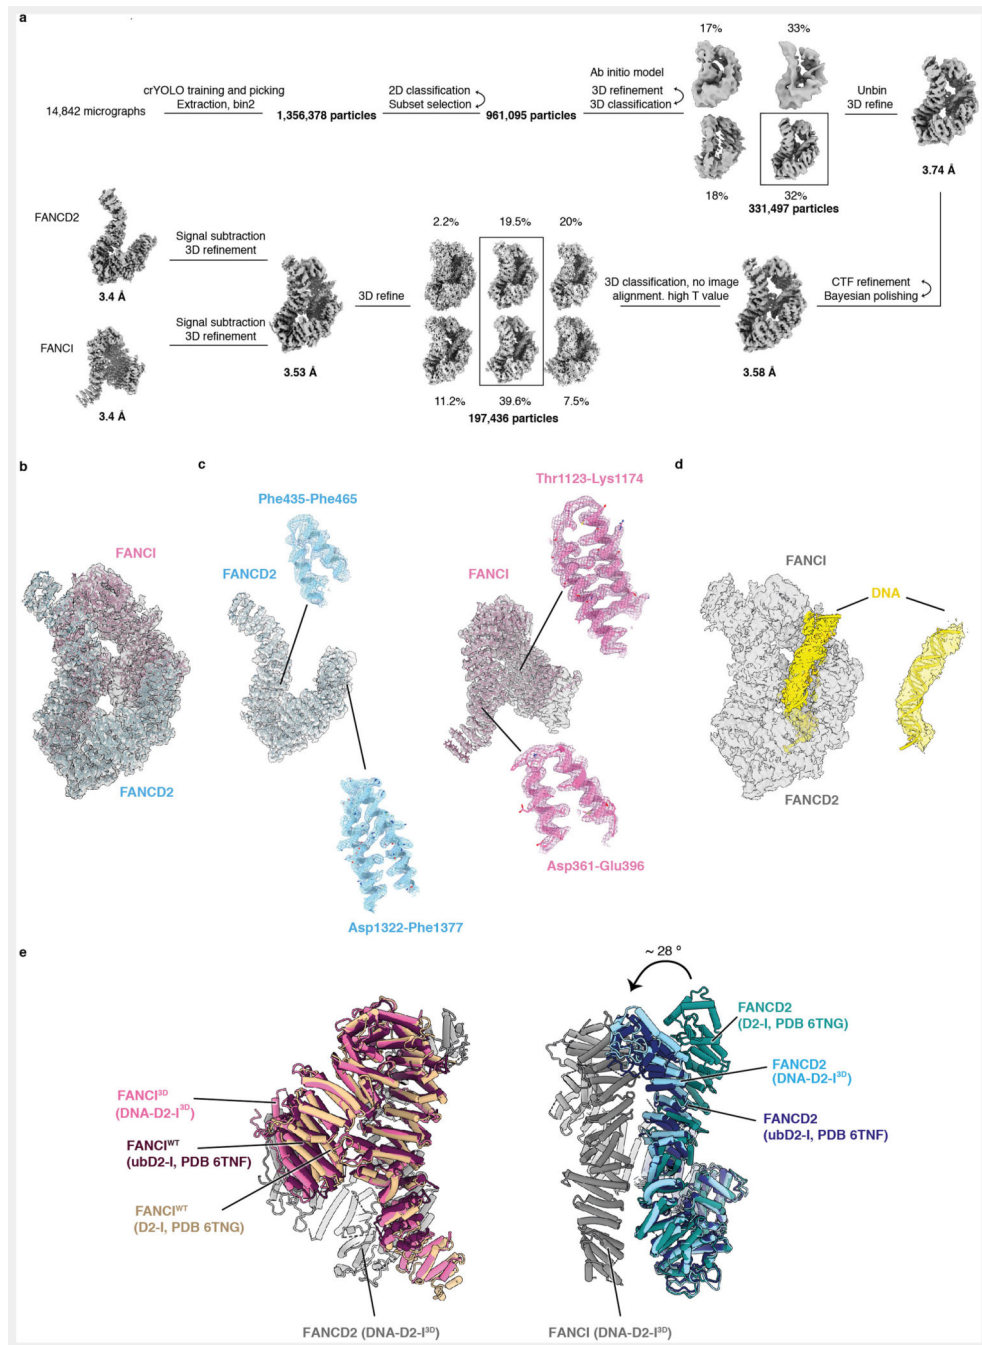 a
17%
33%
Ab initio model
3D refinement
3D classification
crYOLO training and picking
Extraction, bin2
2D classification
Subset selection
Unbin
3D refine
14,842 micrographs
1,356,378 particles
961,095 particles
3.74 Å
18%
32%
331,497 particles
FANCD2
Signal subtraction
3D refinement
2.2%
19.5%
20%
3D classification, no image
alignment. high T value
CTF refinement
Bayesian polishing
3.4 Å
3D refine
FANCI
Signal subtraction
3D refinement
3.53 Å
3.58 Å
3.4 Å
11.2%
39.6%
7.5%
197,436 particles
b
c
d
Phe435-Phe465
Thr1123-Lys1174
FANCI
FANCD2
FANCI
FANCI
DNA
FANCD2
FANCD2
Asp361-Glu396
Asp1322-Phe1377
e
~ 28 º
FANCD2
(D2-I, PDB 6TNG)
FANCD2
(DNA-D2-I3D)
FANCD2
(ubD2-I, PDB 6TNF)
FANCI3D
(DNA-D2-I3D)
FANCIWT
(ubD2-I, PDB 6TNF)
FANCIWT
(D2-I, PDB 6TNG)
FANCD2 (DNA-D2-I3D)
FANCI (DNA-D2-I3D)